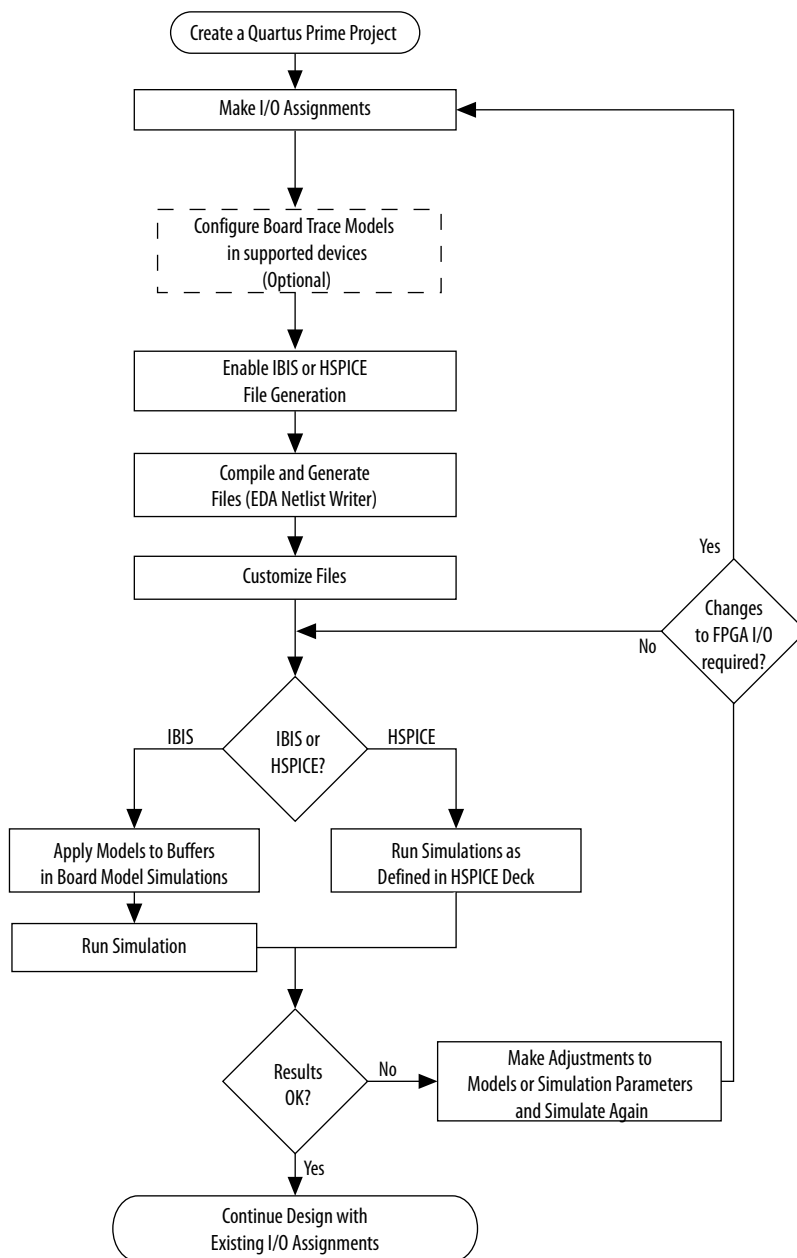 Create a Quartus Prime Project
Make I/O Assignments
Configure Board Trace Models
in supported devices
(Optional)
Enable IBIS or HSPICE
File Generation
Compile and Generate
Files (EDA Netlist Writer)
Customize Files
Yes
Changes
to FPGA I/O
required?
No
IBIS
IBIS or
HSPICE?
HSPICE
Apply Models to Buffers
in Board Model Simulations
Run Simulations as
Defined in HSPICE Deck
Run Simulation
Results
OK?
No
Make Adjustments to
Models or Simulation Parameters
and Simulate Again
Yes
Continue Design with
Existing I/O Assignments